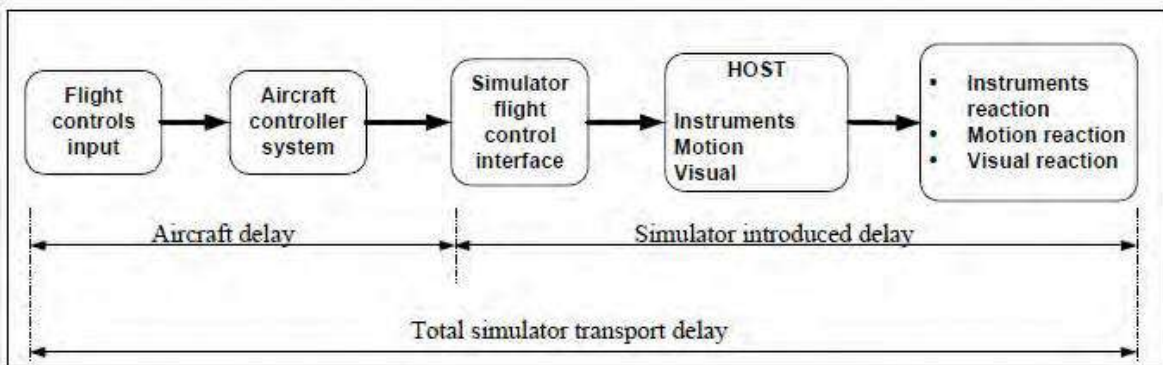 Flight
controls
input
Aircraft
controller
system
Simulator
flight
control
interface
HOST
Instruments
Motion
Visual
• Instruments
reaction
• Motion reaction
• Visual reaction
Aircraft delay
Simulator introduced delay
Total simulator transport delay